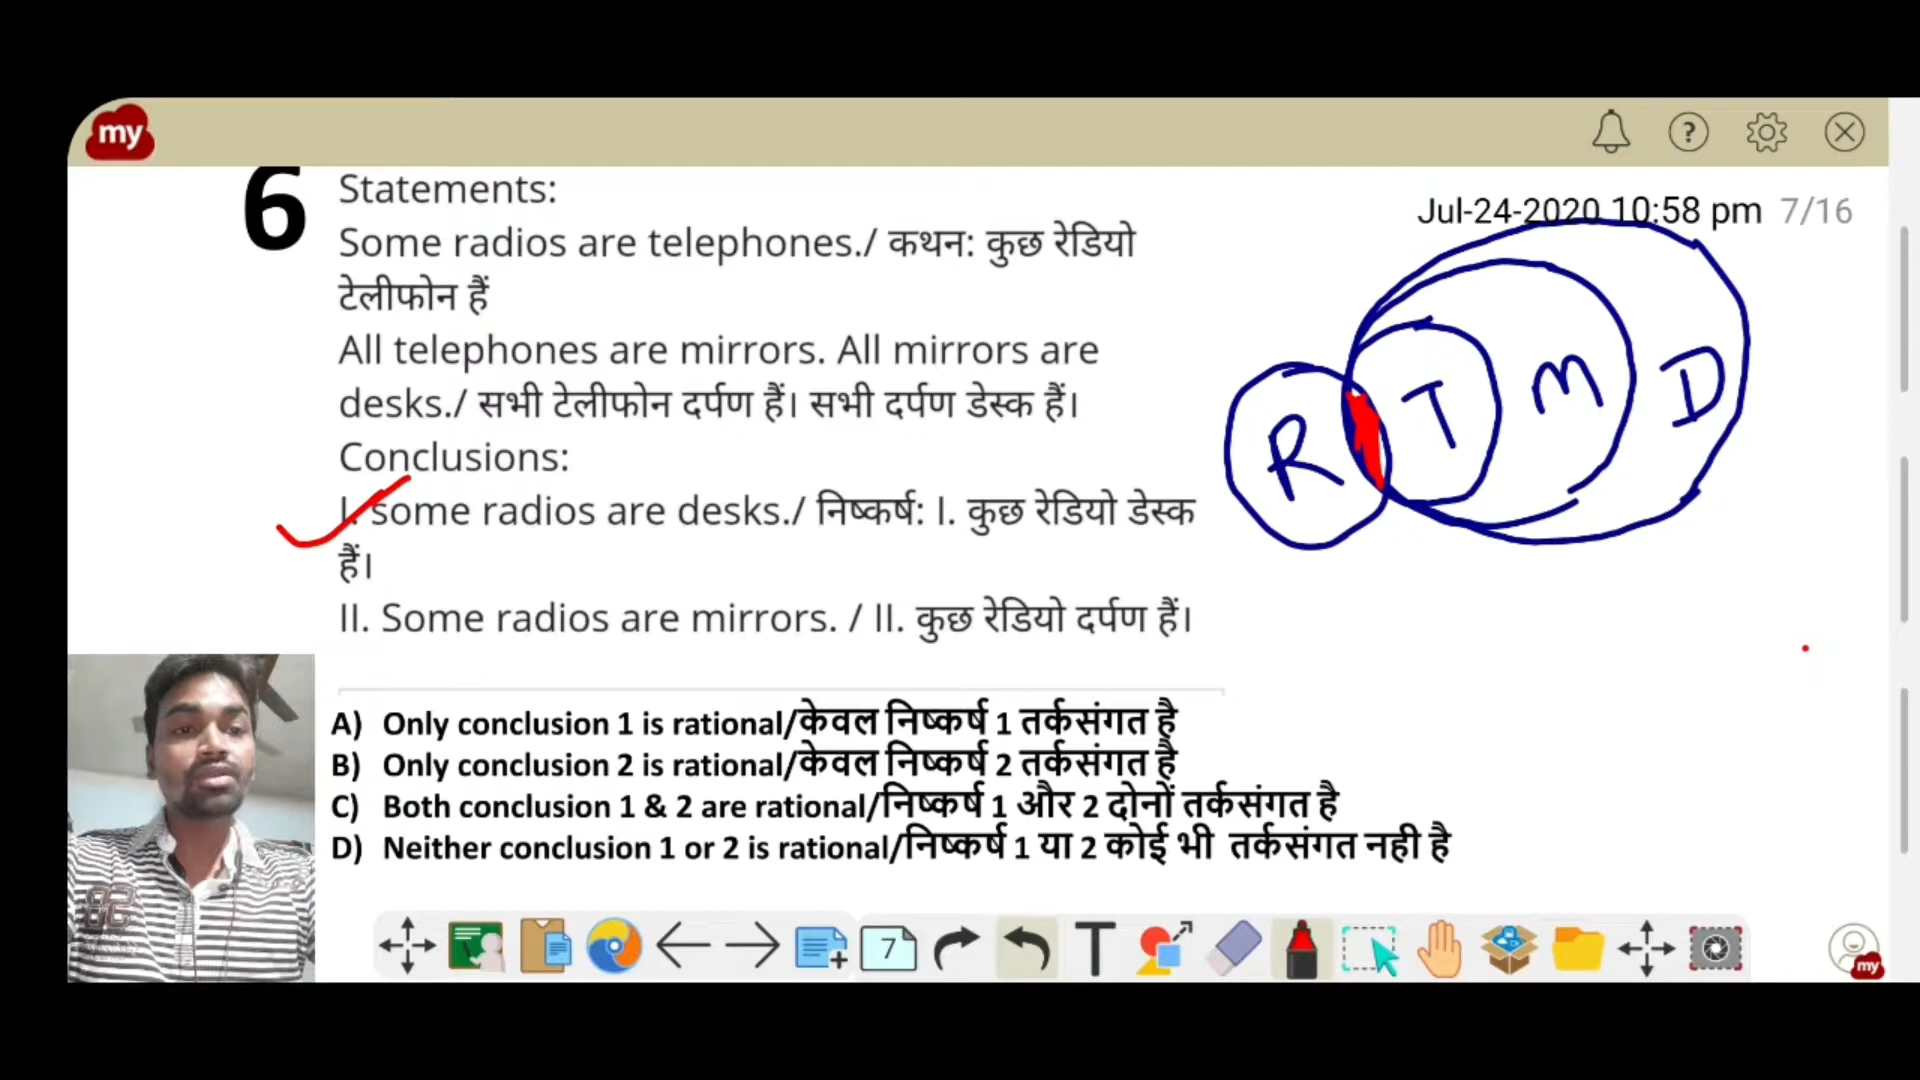 my
6
Statements:
Jul-24-2020 10:58 pm 7/16
Some radios are telephones./ कथन: कुछ रेडियो
टेलीफोन हैं
All telephones are mirrors. All mirrors are
desks./ सभी टेलीफोन दर्पण हैं। सभी दर्पण डेस्क हैं।
R T M D
Conclusions:
I. some radios are desks./ निष्कर्ष: I. कुछ रेडियो डेस्क
हैं।
II. Some radios are mirrors. / II. कुछ रेडियो दर्पण हैं।
A) Only conclusion 1 is rational/केवल निष्कर्ष 1 तर्कसंगत है
B) Only conclusion 2 is rational/केवल निष्कर्ष 2 तर्कसंगत है
C) Both conclusion 1 & 2 are rational/निष्कर्ष 1 और 2 दोनों तर्कसंगत है
D) Neither conclusion 1 or 2 is rational/निष्कर्ष 1 या 2 कोई भी तर्कसंगत नही है
7
T
my